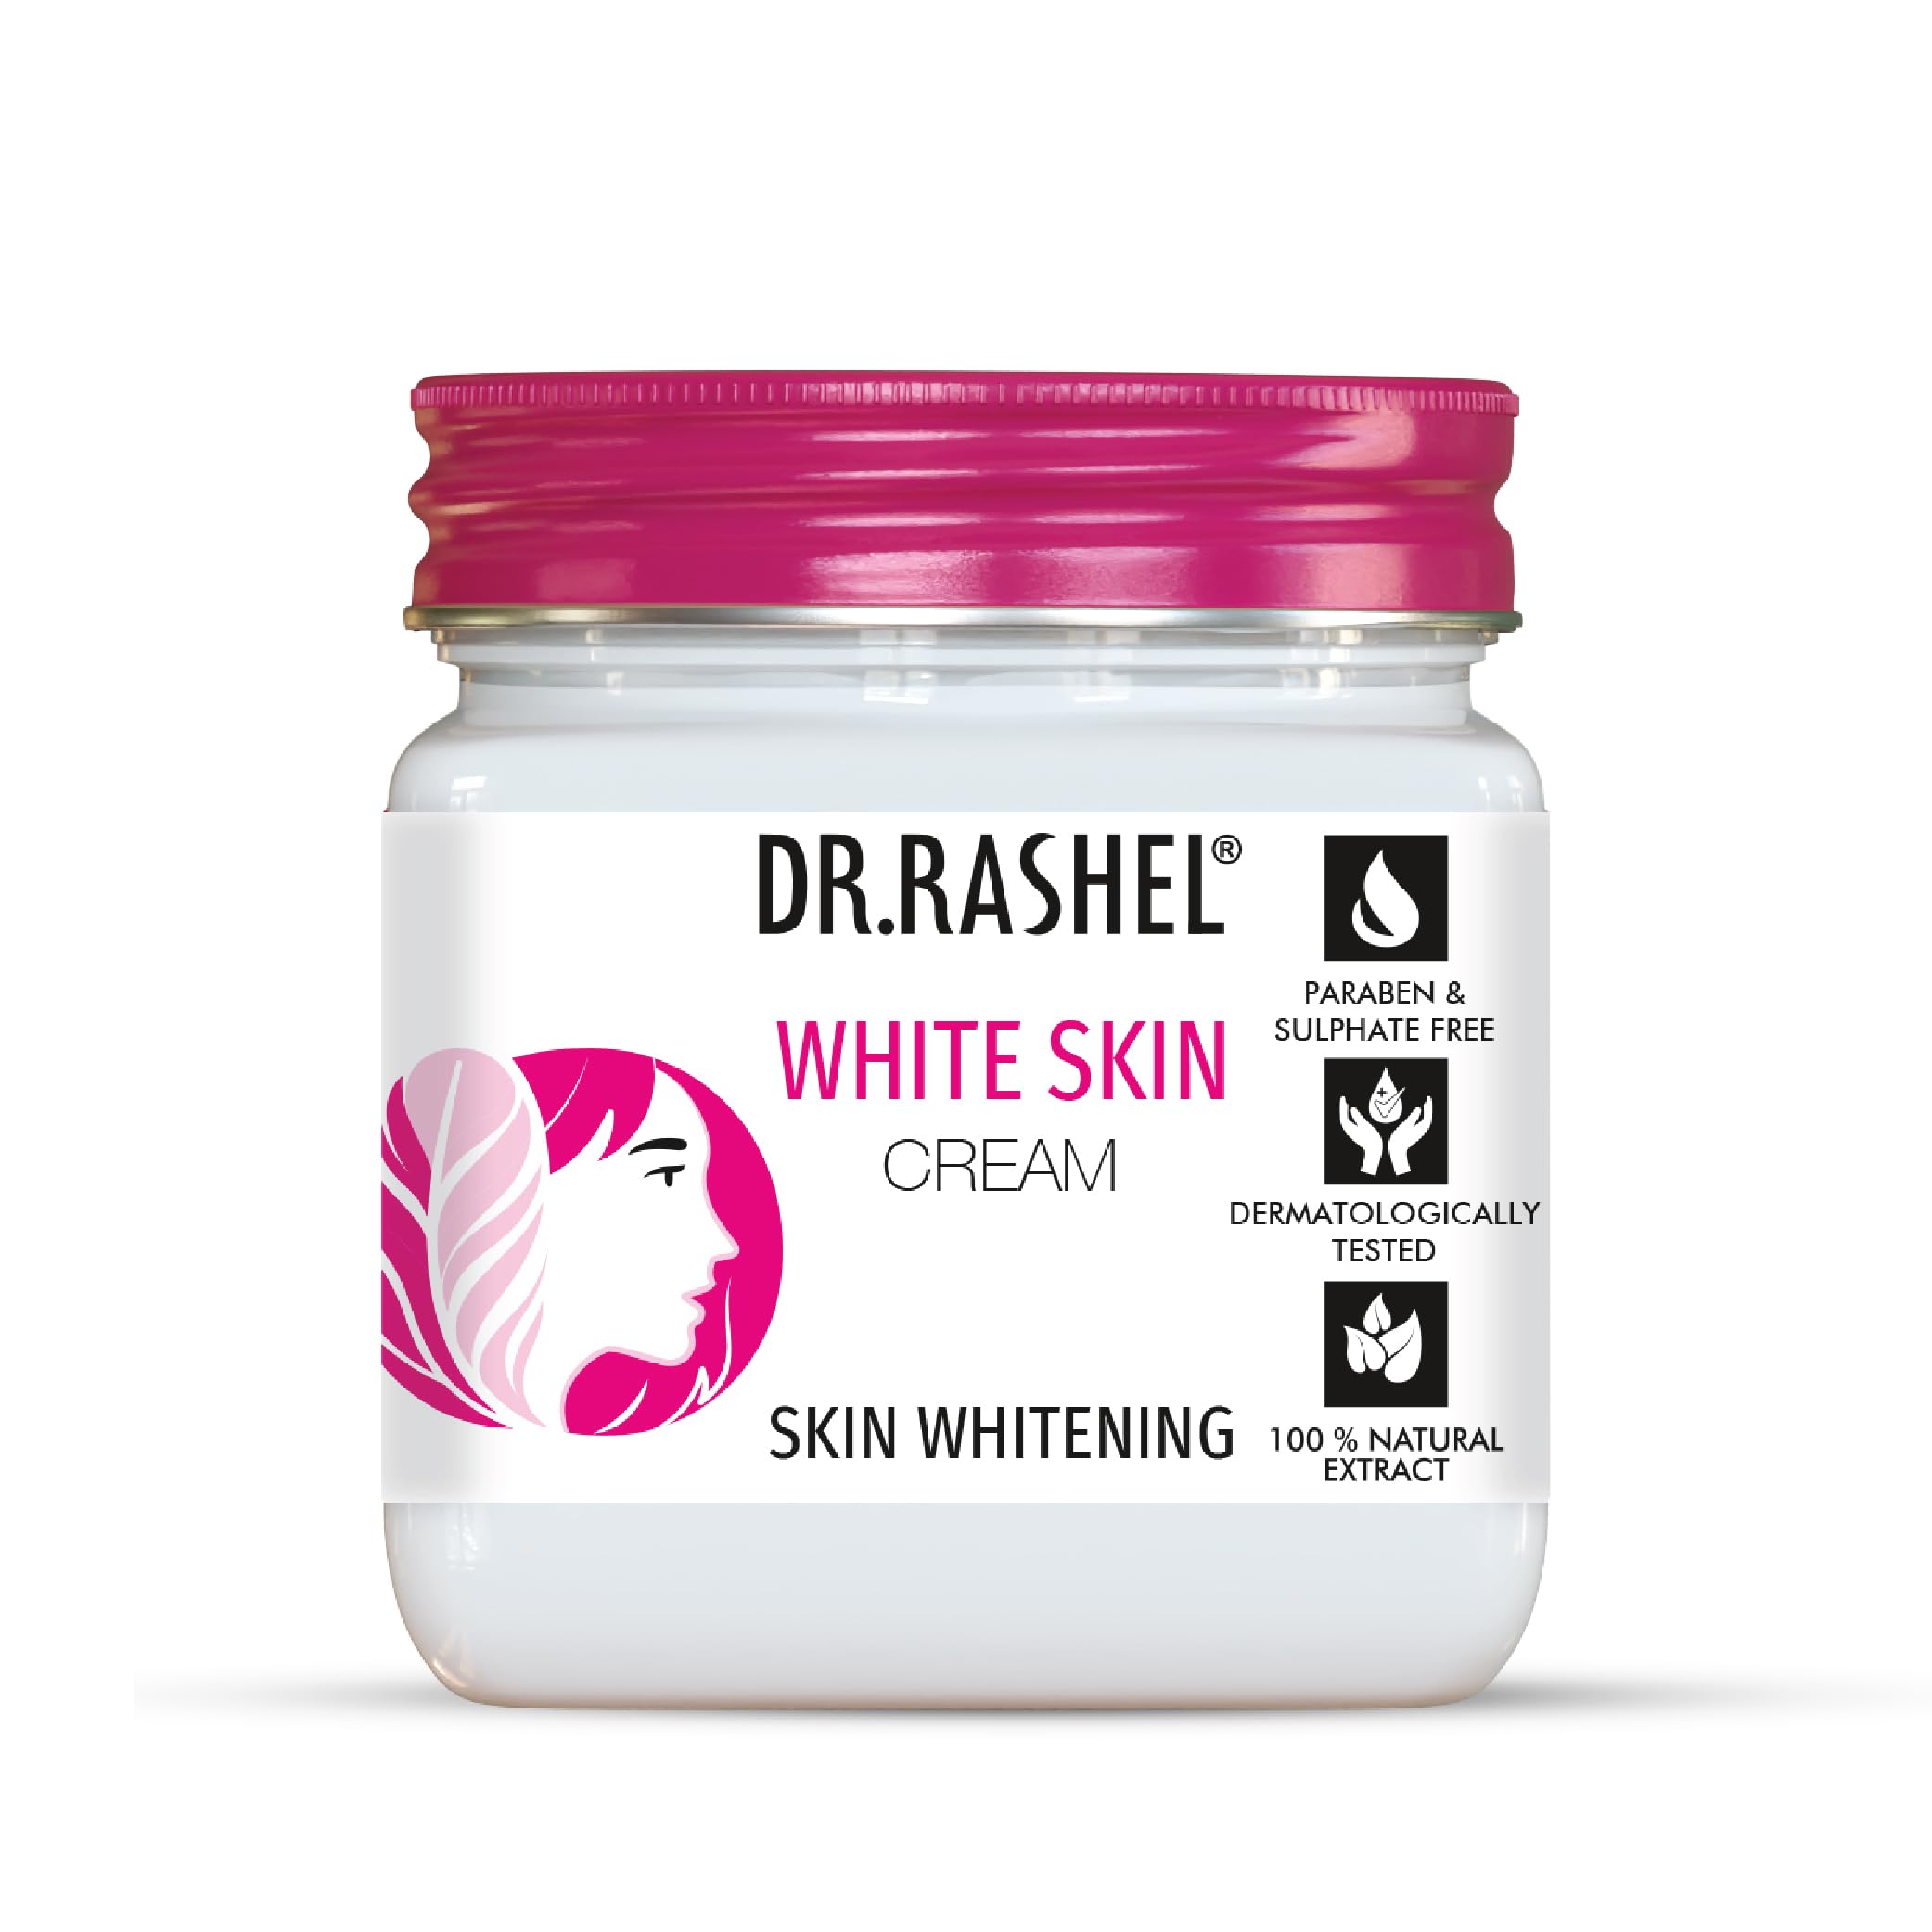 DR.RASHEL®
WHITE SKIN
CREAM
SKIN WHITENING
PARABEN &
SULPHATE FREE
DERMATOLOGICALLY
TESTED
100 % NATURAL
EXTRACT